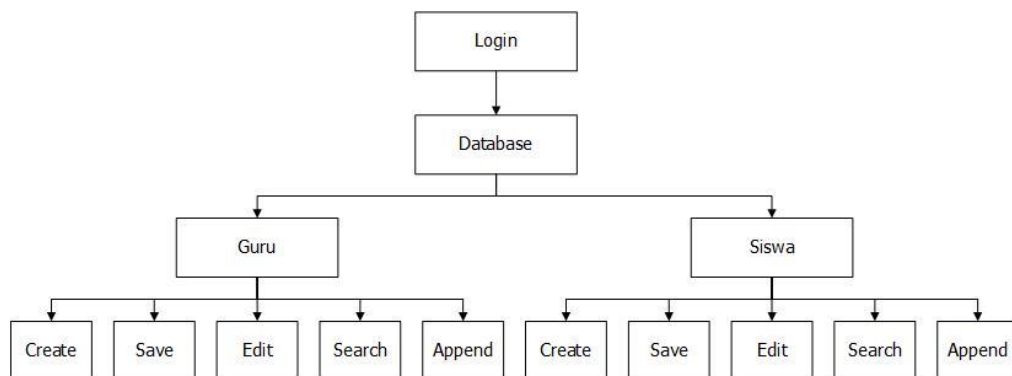 Login
Database
Guru
Siswa
Create
Save
Edit
Search
Append
Create
Save
Edit
Search
Append